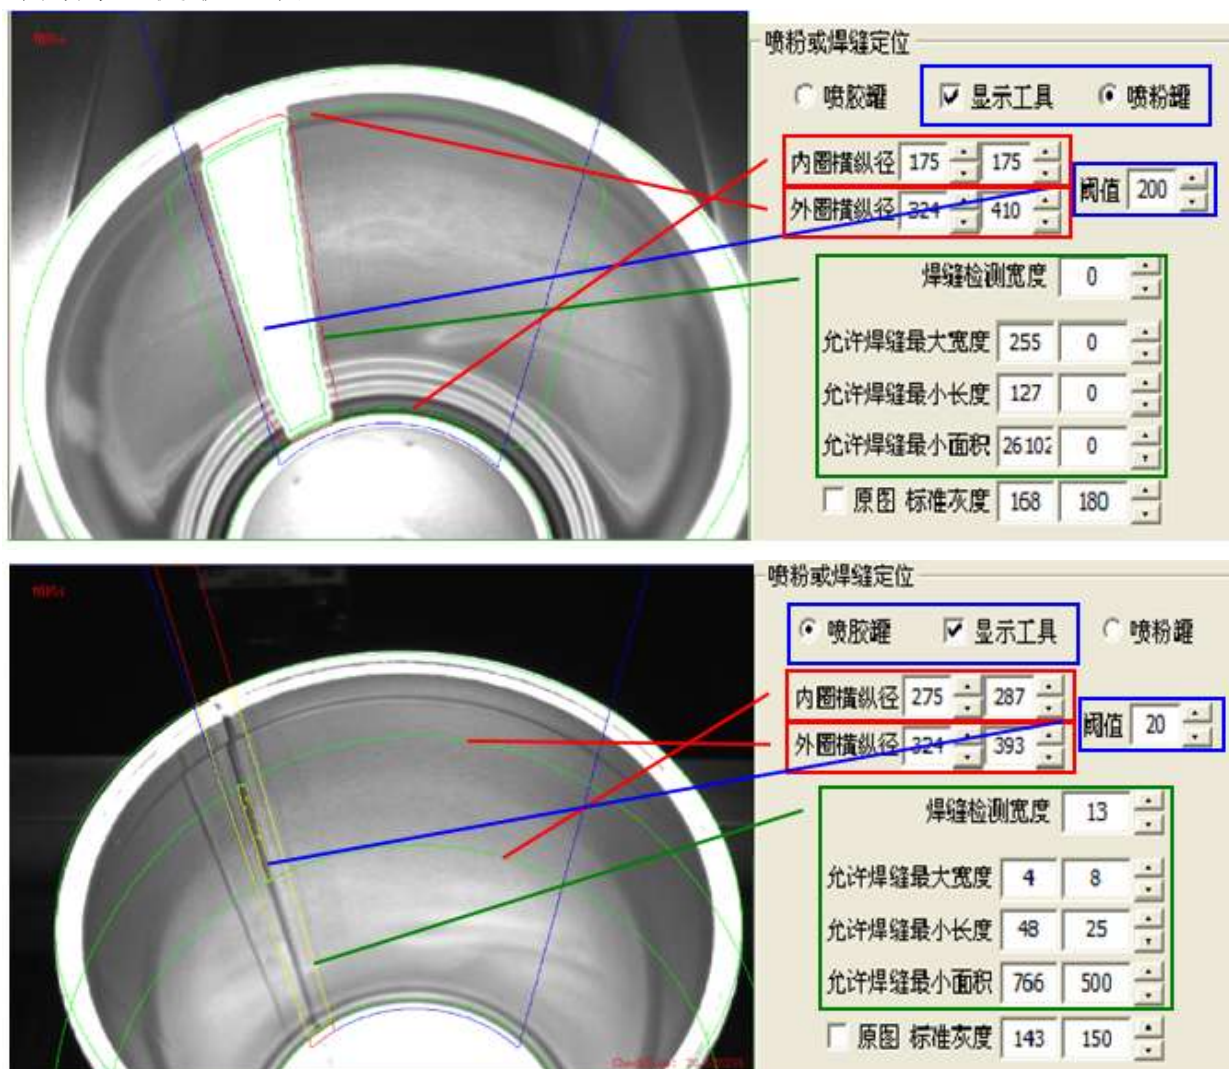 喷粉或焊缝定位
喷胶罐 显示工具 喷粉罐
内圈横纵径 175 175
阈值 200
外圈横纵径 324 410
焊缝检测宽度 0
允许焊缝最大宽度 255 0
允许焊缝最小长度 127 0
允许焊缝最小面积 26102 0
原图 标准灰度 168 180
喷粉或焊缝定位
喷胶罐 显示工具 喷粉罐
内圈横纵径 275 287
阈值 20
外圈横纵径 324 393
焊缝检测宽度 13
允许焊缝最大宽度 4 8
允许焊缝最小长度 48 25
允许焊缝最小面积 766 500
原图 标准灰度 143 150